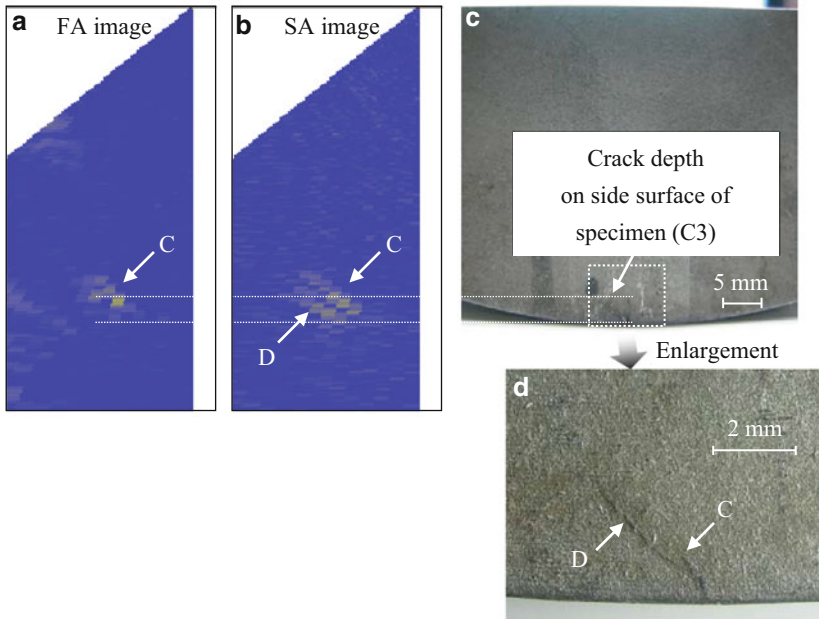 a
FA image
C
b
SA image
C
D
c
Crack depth
on side surface of
specimen (C3)
5 mm
Enlargement
d
2 mm
C
D